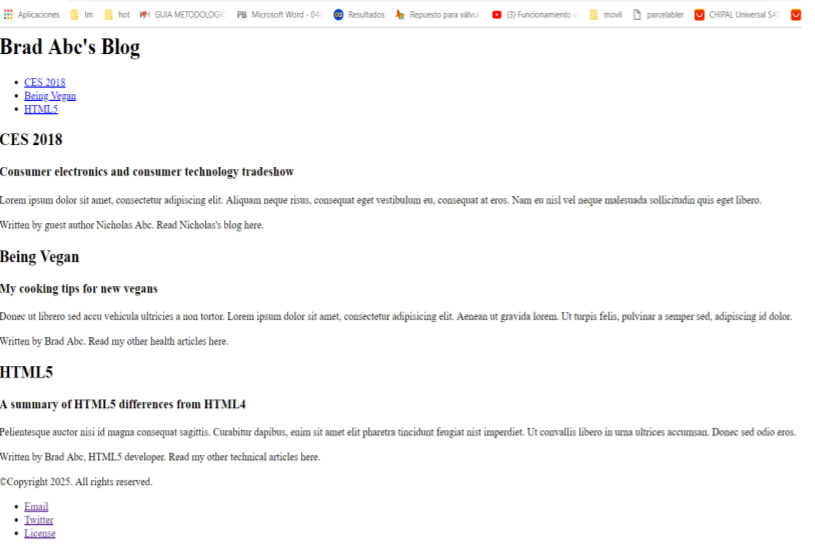 Aplicaciones lm hot GUIA METODOLOGI Microsoft Word - 04 Resultados Repuesto para válvu (3) Funcionamiento v movil parcelabler CHIPAL Universal SA
Brad Abc's Blog
CES 2018
Being Vegan
HTML5
CES 2018
Consumer electronics and consumer technology tradeshow
Lorem ipsum dolor sit amet, consectetur adipiscing elit. Aliquam neque risus, consequat eget vestibulum eu, consequat at eros. Nam eu nisl vel neque malesuada sollicitudin quis eget libero.
Written by guest author Nicholas Abc. Read Nicholas's blog here.
Being Vegan
My cooking tips for new vegans
Donec ut librero sed accu vehicula ultricies a non tortor. Lorem ipsum dolor sit amet, consectetur adipisicing elit. Aenean ut gravida lorem. Ut turpis felis, pulvinar a semper sed, adipiscing id dolor.
Written by Brad Abc. Read my other health articles here.
HTML5
A summary of HTML5 differences from HTML4
Pelientesque auctor nisi id magna consequat sagittis. Curabitur dapibus, enim sit amet elit pharetra tincidunt feugiat nist imperdiet. Ut convallis libero in urna ultrices accumsan. Donec sed odio eros.
Written by Brad Abc, HTML5 developer. Read my other technical articles here.
©Copyright 2025. All rights reserved.
Email
Twitter
License